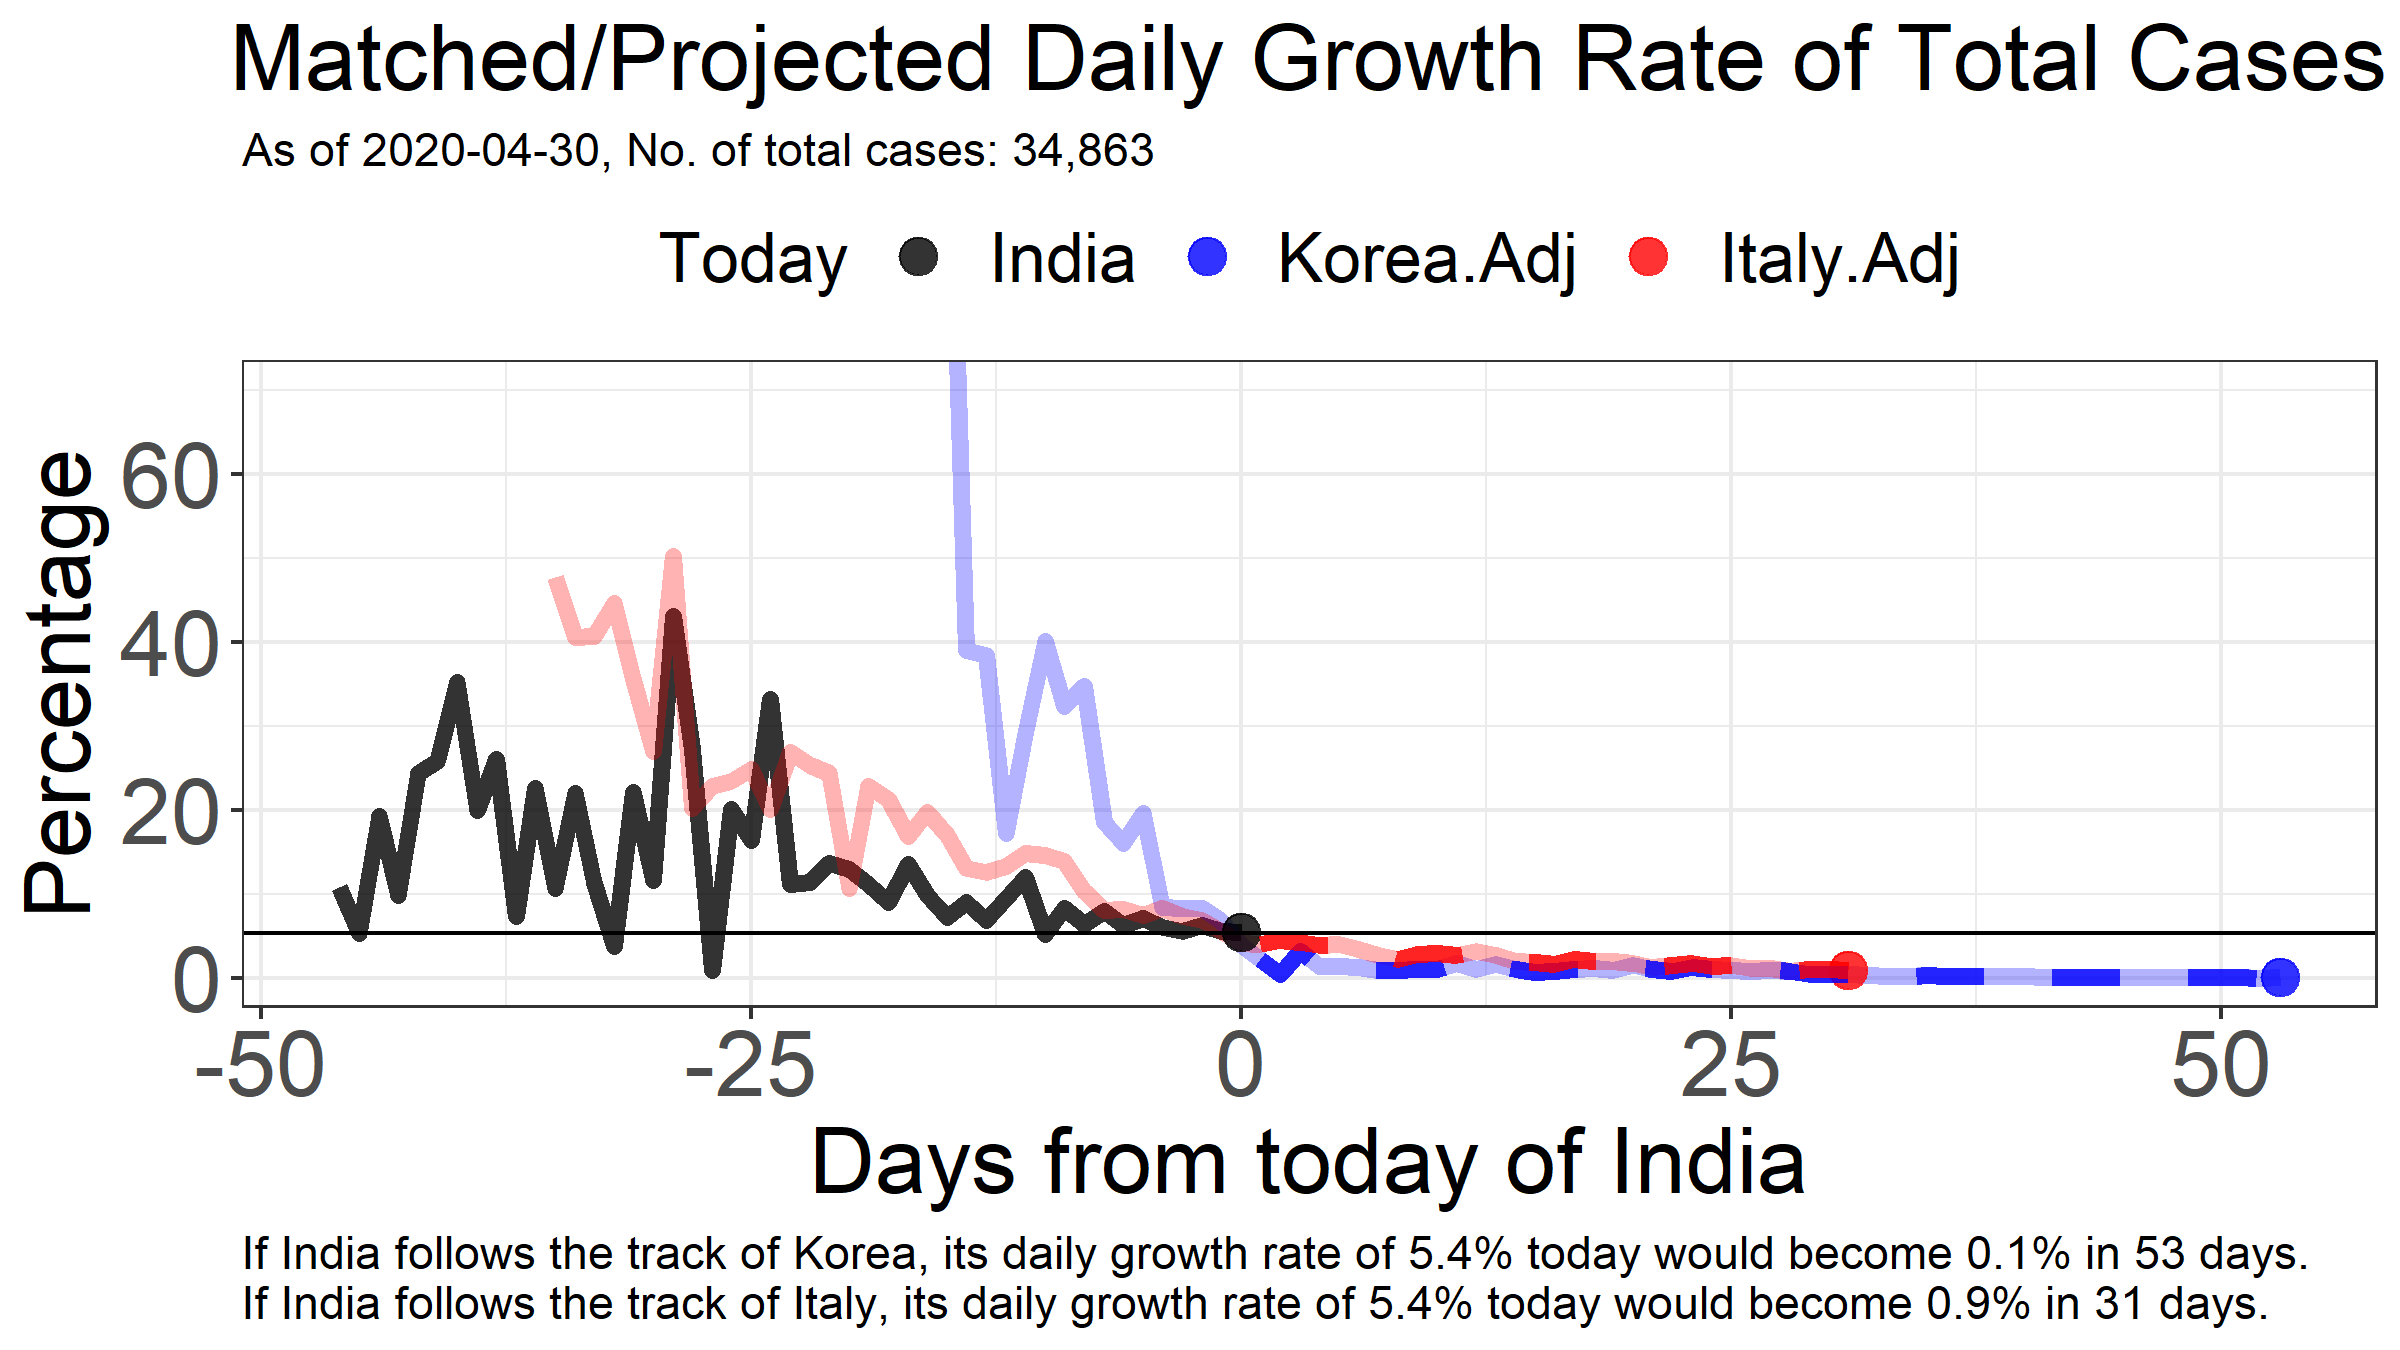 Matched/Projected Daily Growth Rate of Total Cases
As of 2020-04-30, No. of total cases: 34,863
Today India Korea.Adj Italy.Adj
Percentage
60
40
20
0
-50 -25 0 25 50
Days from today of India
If India follows the track of Korea, its daily growth rate of 5.4% today would become 0.1% in 53 days.
If India follows the track of Italy, its daily growth rate of 5.4% today would become 0.9% in 31 days.